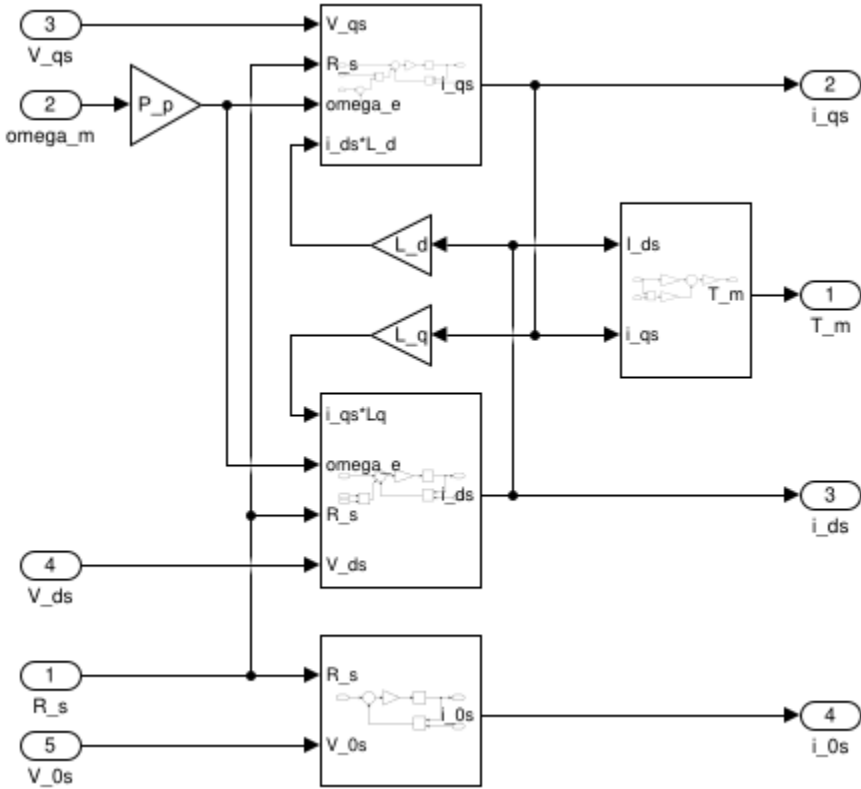 3
V_qs
2
omega_m
P_p
V_qs
R_s
omega_e
i_ds*L_d
i_qs
2
i_qs
L_d
L_q
I_ds
i_qs
T_m
1
T_m
i_qs*Lq
omega_e
R_s
V_ds
i_ds
3
i_ds
4
V_ds
1
R_s
5
V_0s
R_s
V_0s
i_0s
4
i_0s